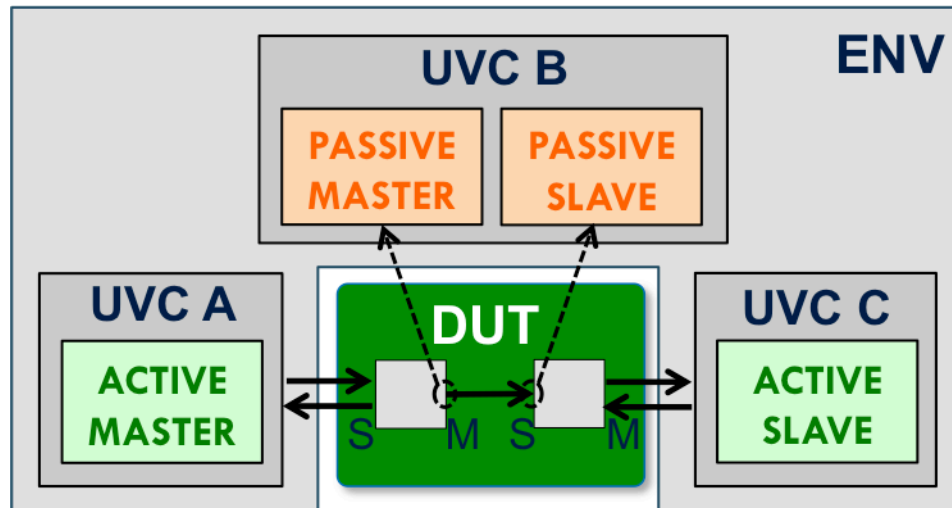 ENV
UVC B
PASSIVE
MASTER
PASSIVE
SLAVE
UVC A
ACTIVE
MASTER
DUT
S
M
S
M
UVC C
ACTIVE
SLAVE